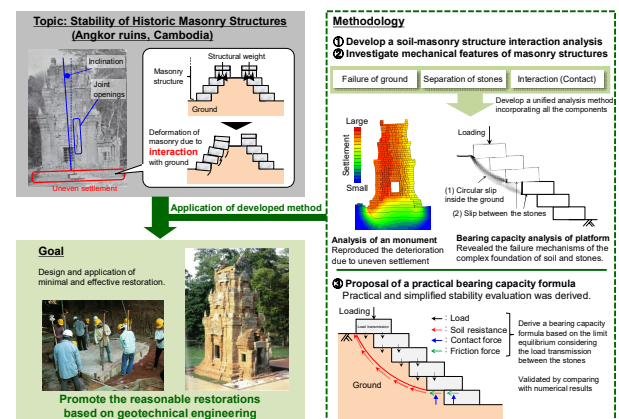 Topic: Stability of Historic Masonry Structures
(Angkor ruins, Cambodia)
Inclination
Joint
openings
Uneven settlement
Structural weight
Masonry
structure
Ground
Deformation of
masonry due to
interaction
with ground
Application of developed method
Goal
Design and application of
minimal and effective restoration.
Promote the reasonable restorations
based on geotechnical engineering
Methodology
① Develop a soil-masonry structure interaction analysis
② Investigate mechanical features of masonry structures
Failure of ground
Separation of stones
Interaction (Contact)
Develop a unified analysis method
incorporating all the components
Large
Settlement
Small
Analysis of an monument
Reproduced the deterioration
due to uneven settlement
Loading
(1) Circular slip
inside the ground
(2) Slip between the stones
Bearing capacity analysis of platform
Revealed the failure mechanisms of the
complex foundation of soil and stones.
③ Proposal of a practical bearing capacity formula
Practical and simplified stability evaluation was derived.
Loading
Load transmission
Ground
: Load
: Soil resistance
: Contact force
: Friction force
Derive a bearing capacity
formula based on the limit
equilibrium considering
the load transmission
between the stones
Validated by comparing
with numerical results